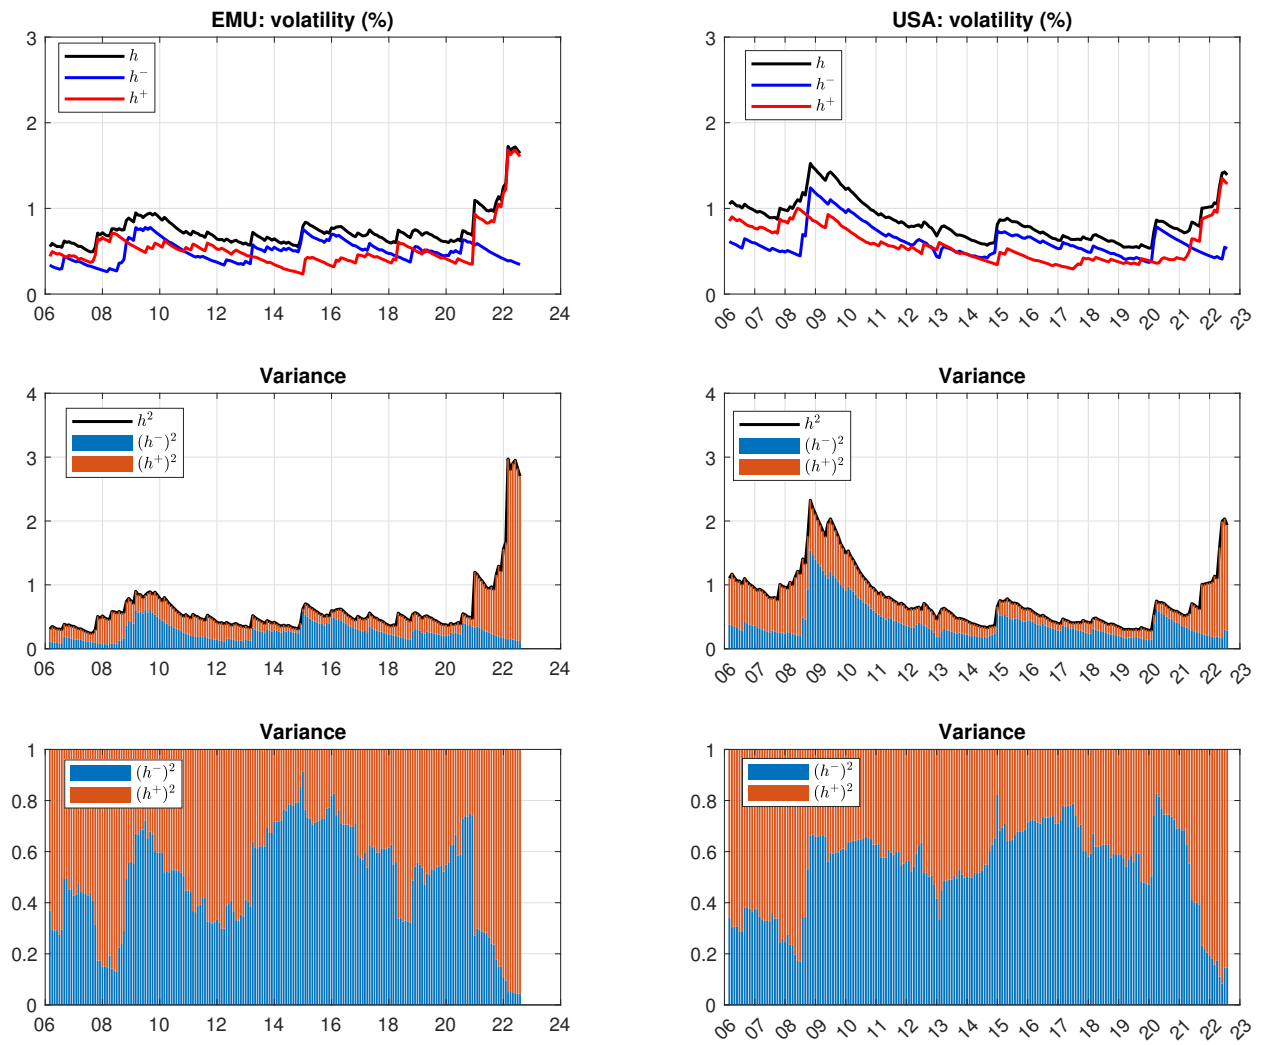 EMU: volatility (%)
3
2
1
0
h
h⁻
h⁺
06 08 10 12 14 16 18 20 22 24
USA: volatility (%)
3
2
1
0
h
h⁻
h⁺
06 07 08 09 10 11 12 13 14 15 16 17 18 19 20 21 22 23
Variance
4
3
2
1
0
h²
(h⁻)²
(h⁺)²
06 08 10 12 14 16 18 20 22 24
Variance
4
3
2
1
0
h²
(h⁻)²
(h⁺)²
06 07 08 09 10 11 12 13 14 15 16 17 18 19 20 21 22 23
Variance
1
0.8
0.6
0.4
0.2
0
(h⁻)²
(h⁺)²
06 08 10 12 14 16 18 20 22 24
Variance
1
0.8
0.6
0.4
0.2
0
(h⁻)²
(h⁺)²
06 07 08 09 10 11 12 13 14 15 16 17 18 19 20 21 22 23